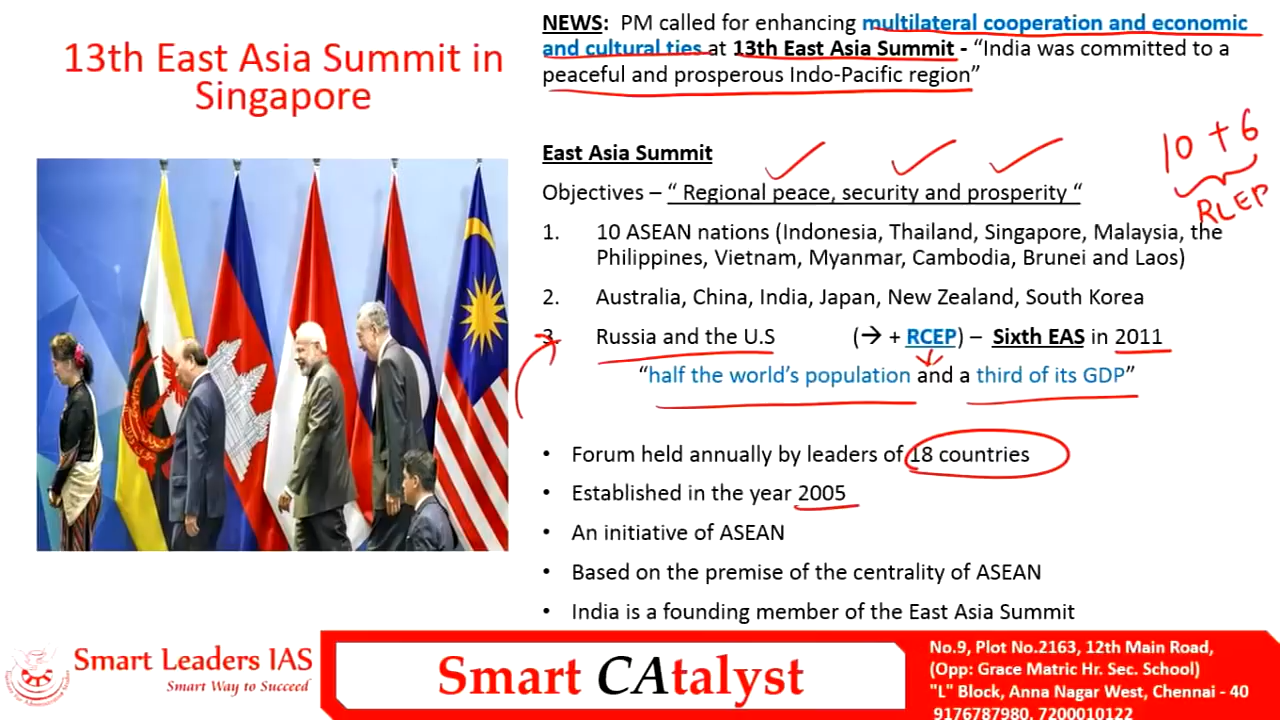 13th East Asia Summit in
Singapore
NEWS: PM called for enhancing multilateral cooperation and economic
and cultural ties at 13th East Asia Summit - “India was committed to a
peaceful and prosperous Indo-Pacific region”
East Asia Summit
10 + 6
RLEP
Objectives – “ Regional peace, security and prosperity “
1. 10 ASEAN nations (Indonesia, Thailand, Singapore, Malaysia, the
Philippines, Vietnam, Myanmar, Cambodia, Brunei and Laos)
2. Australia, China, India, Japan, New Zealand, South Korea
3. Russia and the U.S (→ + RCEP) – Sixth EAS in 2011
“half the world’s population and a third of its GDP”
• Forum held annually by leaders of 18 countries
• Established in the year 2005
• An initiative of ASEAN
• Based on the premise of the centrality of ASEAN
• India is a founding member of the East Asia Summit
Smart Leaders IAS
Smart Way to Succeed
Smart CAtalyst
No.9, Plot No.2163, 12th Main Road,
(Opp: Grace Matric Hr. Sec. School)
"L" Block, Anna Nagar West, Chennai - 40
9176787980, 7200010122